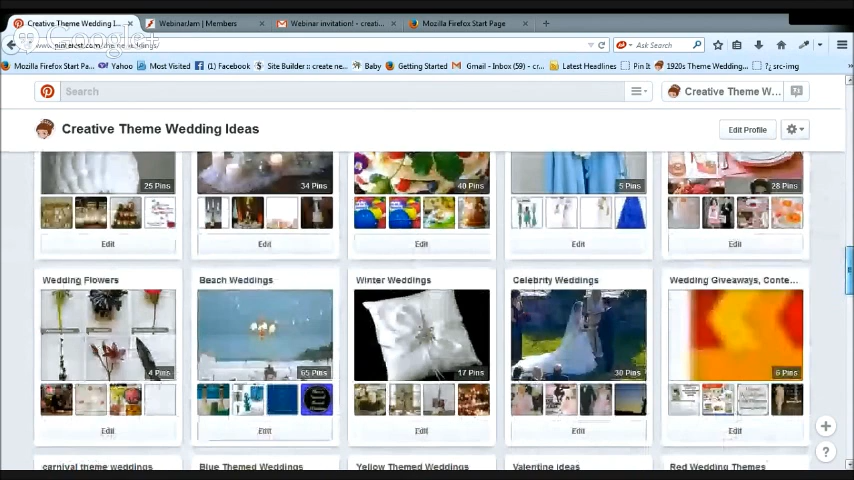 Creative Theme Wedding I...
WebinarJam | Members
Webinar invitation! - creati...
Mozilla Firefox Start Page
Google+
Ask Search
Mozilla Firefox Start Pa...
Yahoo
Most Visited
(1) Facebook
Site Builder :: create ne...
Baby
Getting Started
Gmail - Inbox (59) - cr...
Latest Headlines
Pin It
1920s Theme Wedding...
?¿ src-img
Search
Creative Theme W...
Creative Theme Wedding Ideas
Edit Profile
25 Pins
34 Pins
40 Pins
5 Pins
28 Pins
Edit
Edit
Edit
Edit
Edit
Wedding Flowers
Beach Weddings
Winter Weddings
Celebrity Weddings
Wedding Giveaways, Conte...
4 Pins
65 Pins
17 Pins
30 Pins
6 Pins
Edit
Edit
Edit
Edit
Edit
carnival theme weddings
Blue Themed Weddings
Yellow Themed Weddings
Valentine ideas
Red Wedding Themes